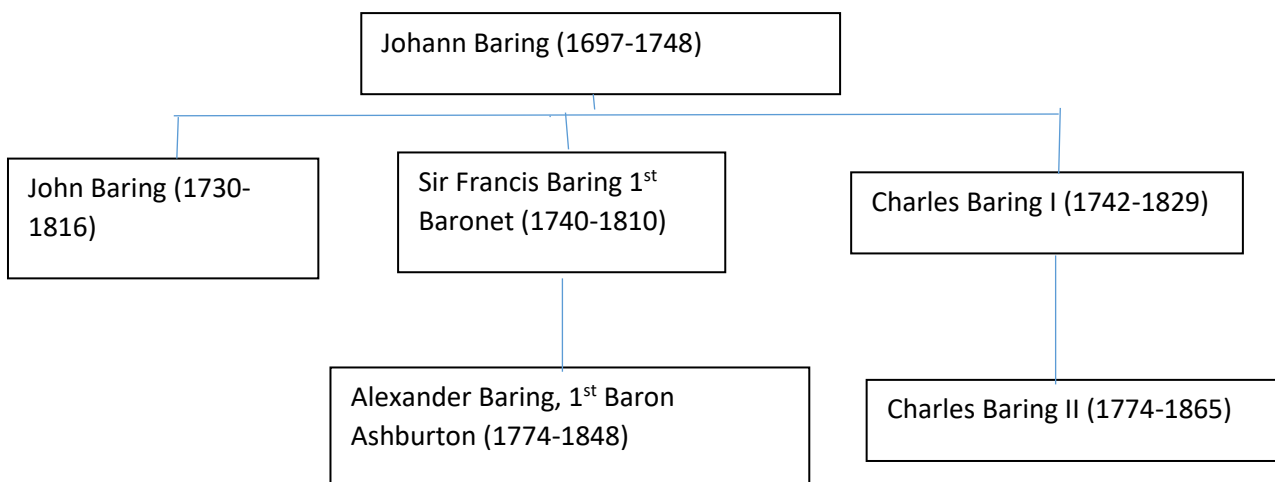 Johann Baring (1697-1748)
John Baring (1730-
1816)
Sir Francis Baring 1st
Baronet (1740-1810)
Charles Baring I (1742-1829)
Alexander Baring, 1st Baron
Ashburton (1774-1848)
Charles Baring II (1774-1865)